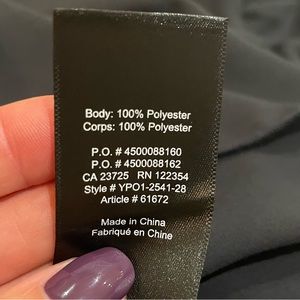 Body: 100% Polyester
Corps: 100% Polyester
P.O. # 4500088160
P.O. # 4500088162
CA 23725 RN 122354
Style # YPO1-2541-28
Article # 61672
Made in China
Fabriqué en Chine